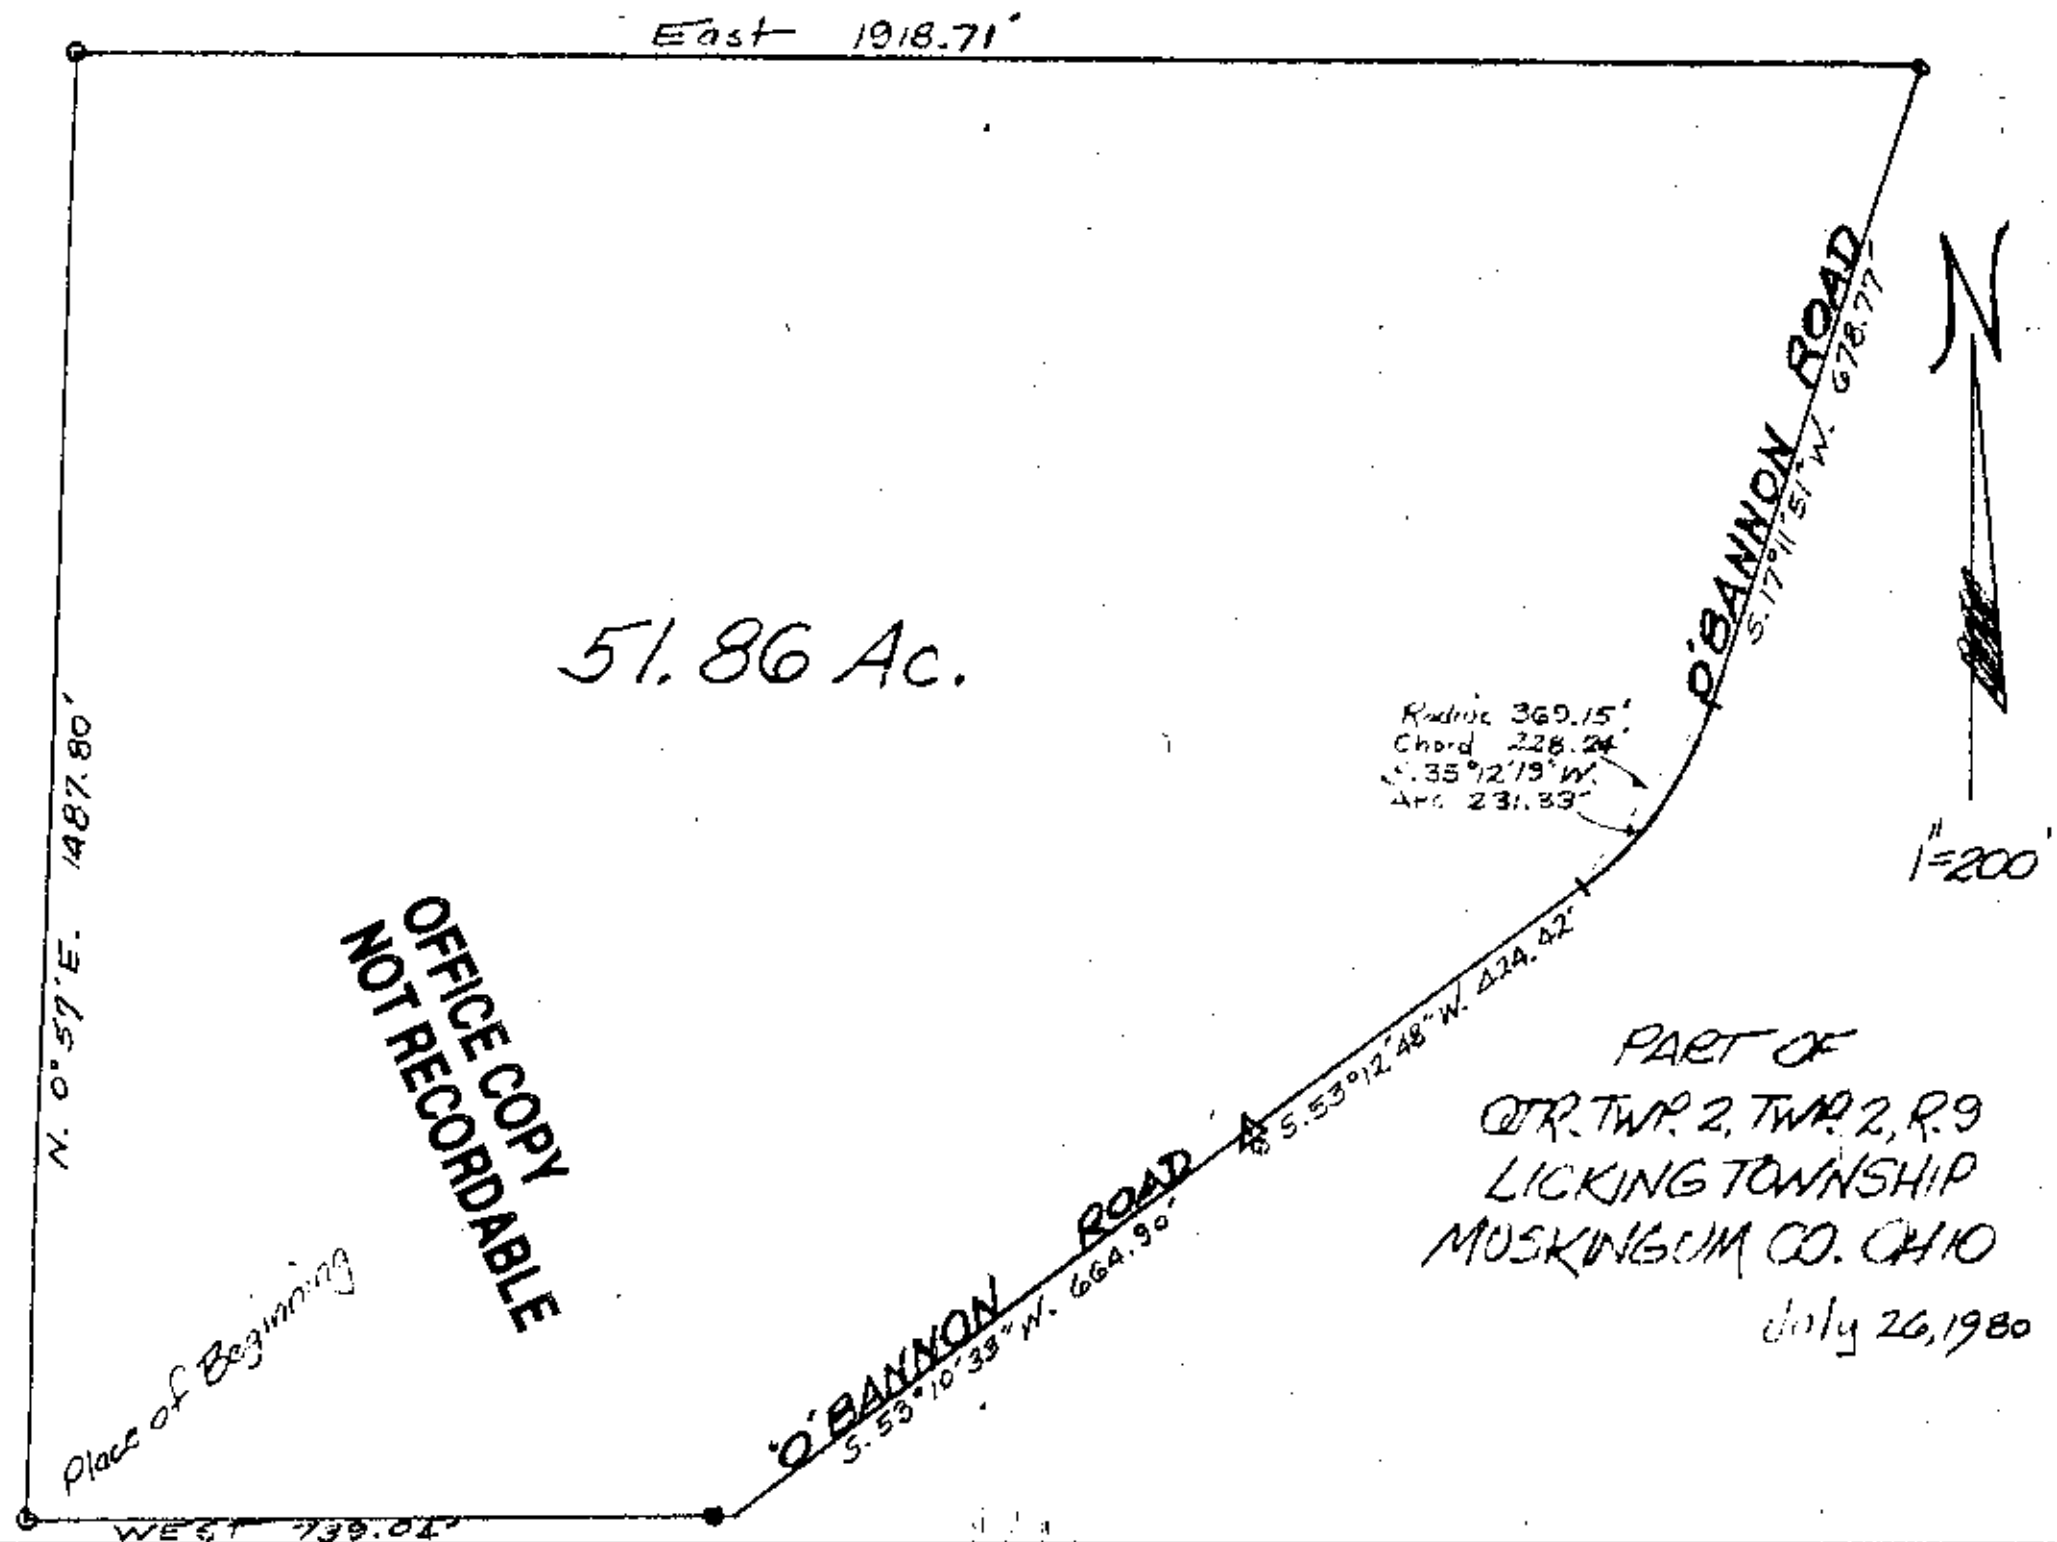 East 1918.71'
N
1"=200'
O'BANNON ROAD
S.17°11'51"W. 678.77'
51.86 Ac.
Radius 369.15'
Chord 228.24'
S.35°12'19"W.
Arc 231.33'
N. 0°57'E. 1487.80'
OFFICE COPY
NOT RECORDABLE
S.53°12'48"W. 424.42'
PART OF
QTR. TWP. 2, TWP. 2, R.9
LICKING TOWNSHIP
MUSKINGUM CO. OHIO
July 26, 1980
O'BANNON ROAD
S.53°10'33"W. 664.90'
Place of Beginning
WEST 739.04'